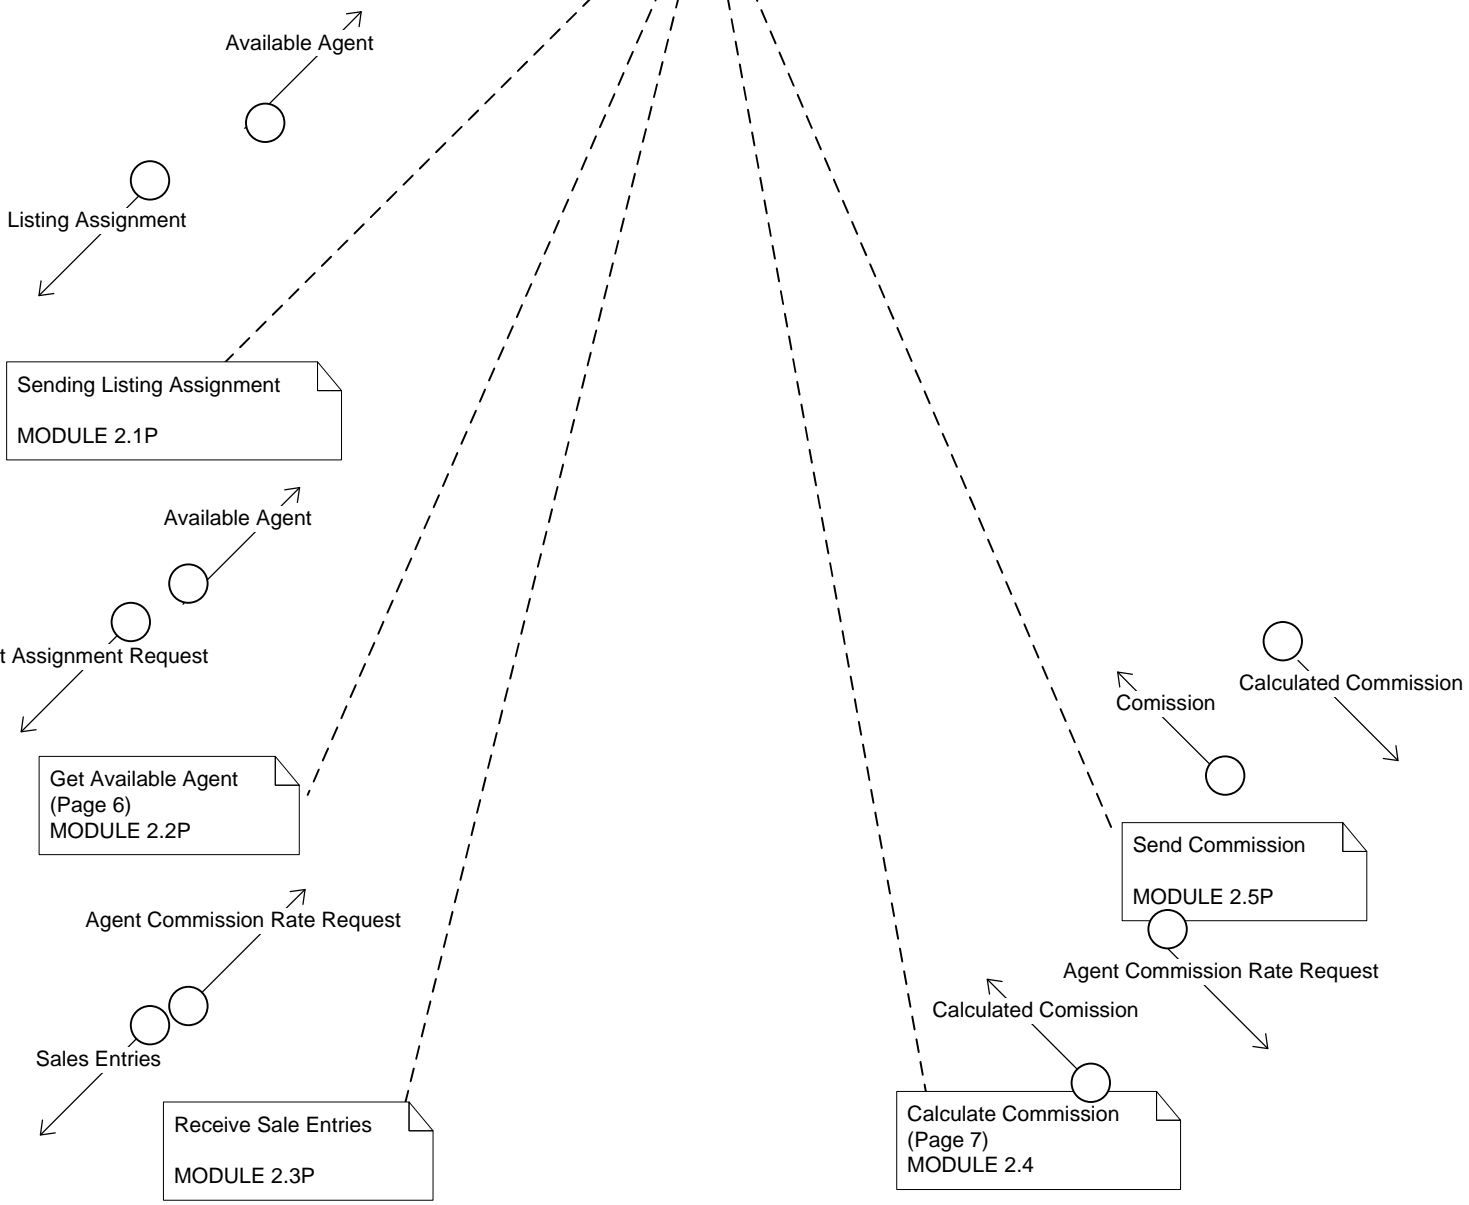 Available Agent
Listing Assignment
Sending Listing Assignment
MODULE 2.1P
Available Agent
t Assignment Request
Get Available Agent
(Page 6)
MODULE 2.2P
Agent Commission Rate Request
Sales Entries
Receive Sale Entries
MODULE 2.3P
Calculated Commission
Comission
Send Commission
MODULE 2.5P
Agent Commission Rate Request
Calculated Comission
Calculate Commission
(Page 7)
MODULE 2.4